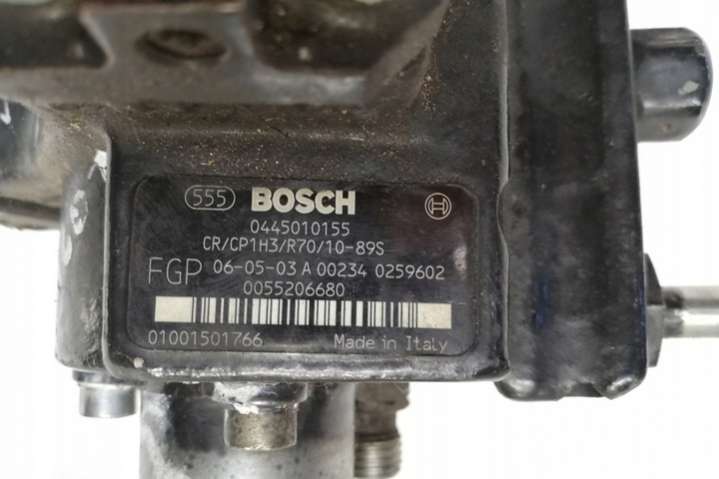 555 BOSCH
0445010155
CR/CP1H3/R70/10-89S
FGP 06-05-03 A 00234 0259602
0055206680
01001501766 Made in Italy